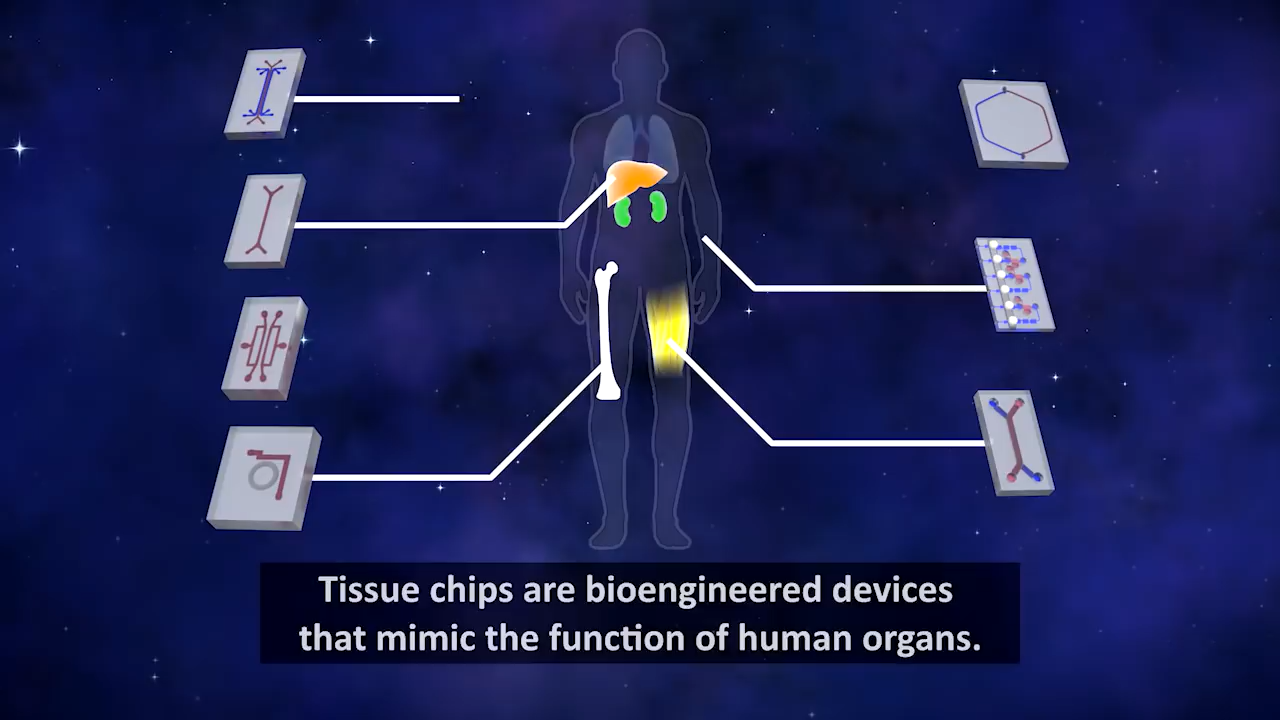 Tissue chips are bioengineered devices
that mimic the function of human organs.